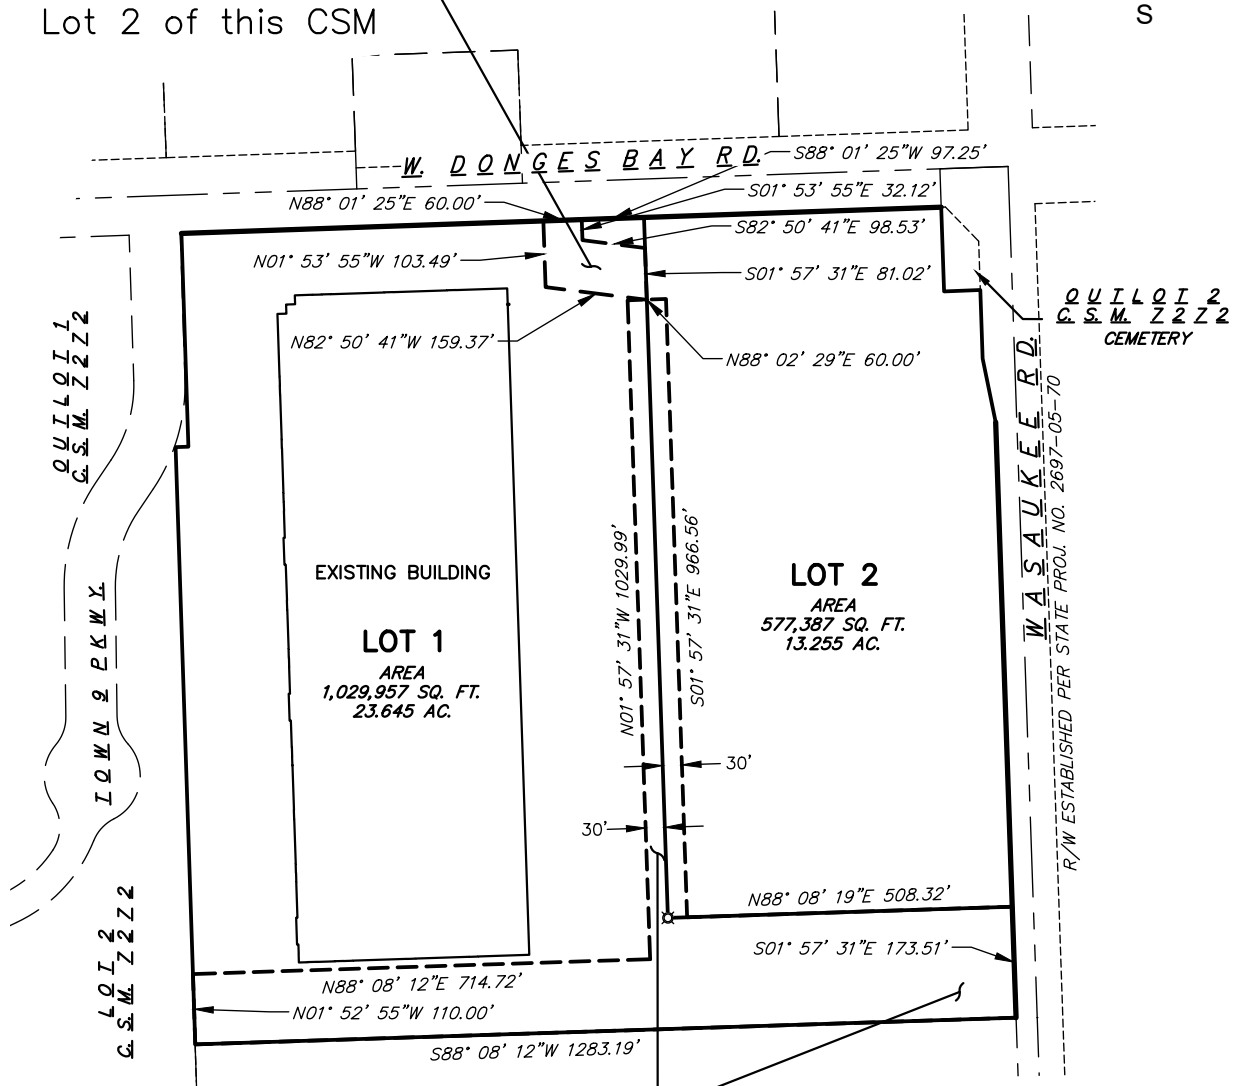 Lot 2 of this CSM
S
W. DONGES BAY RD.
S88° 01' 25"W 97.25'
N88° 01' 25"E 60.00'
S01° 53' 55"E 32.12'
S82° 50' 41"E 98.53'
N01° 53' 55"W 103.49'
S01° 57' 31"E 81.02'
OUTLOT 2
C.S.M. 7272
CEMETERY
N82° 50' 41"W 159.37'
N88° 02' 29"E 60.00'
OUTLOT 1
C.S.M. 7272
WASAUKEE RD.
R/W ESTABLISHED PER STATE PROJ. NO. 2697-05-70
N01° 57' 31"W 1029.99'
S01° 57' 31"E 966.56'
EXISTING BUILDING
LOT 1
AREA
1,029,957 SQ. FT.
23.645 AC.
LOT 2
AREA
577,387 SQ. FT.
13.255 AC.
TOWN 9 PKWY.
30'
30'
N88° 08' 19"E 508.32'
S01° 57' 31"E 173.51'
LOT 2
C.S.M. 7272
N88° 08' 12"E 714.72'
N01° 52' 55"W 110.00'
S88° 08' 12"W 1283.19'